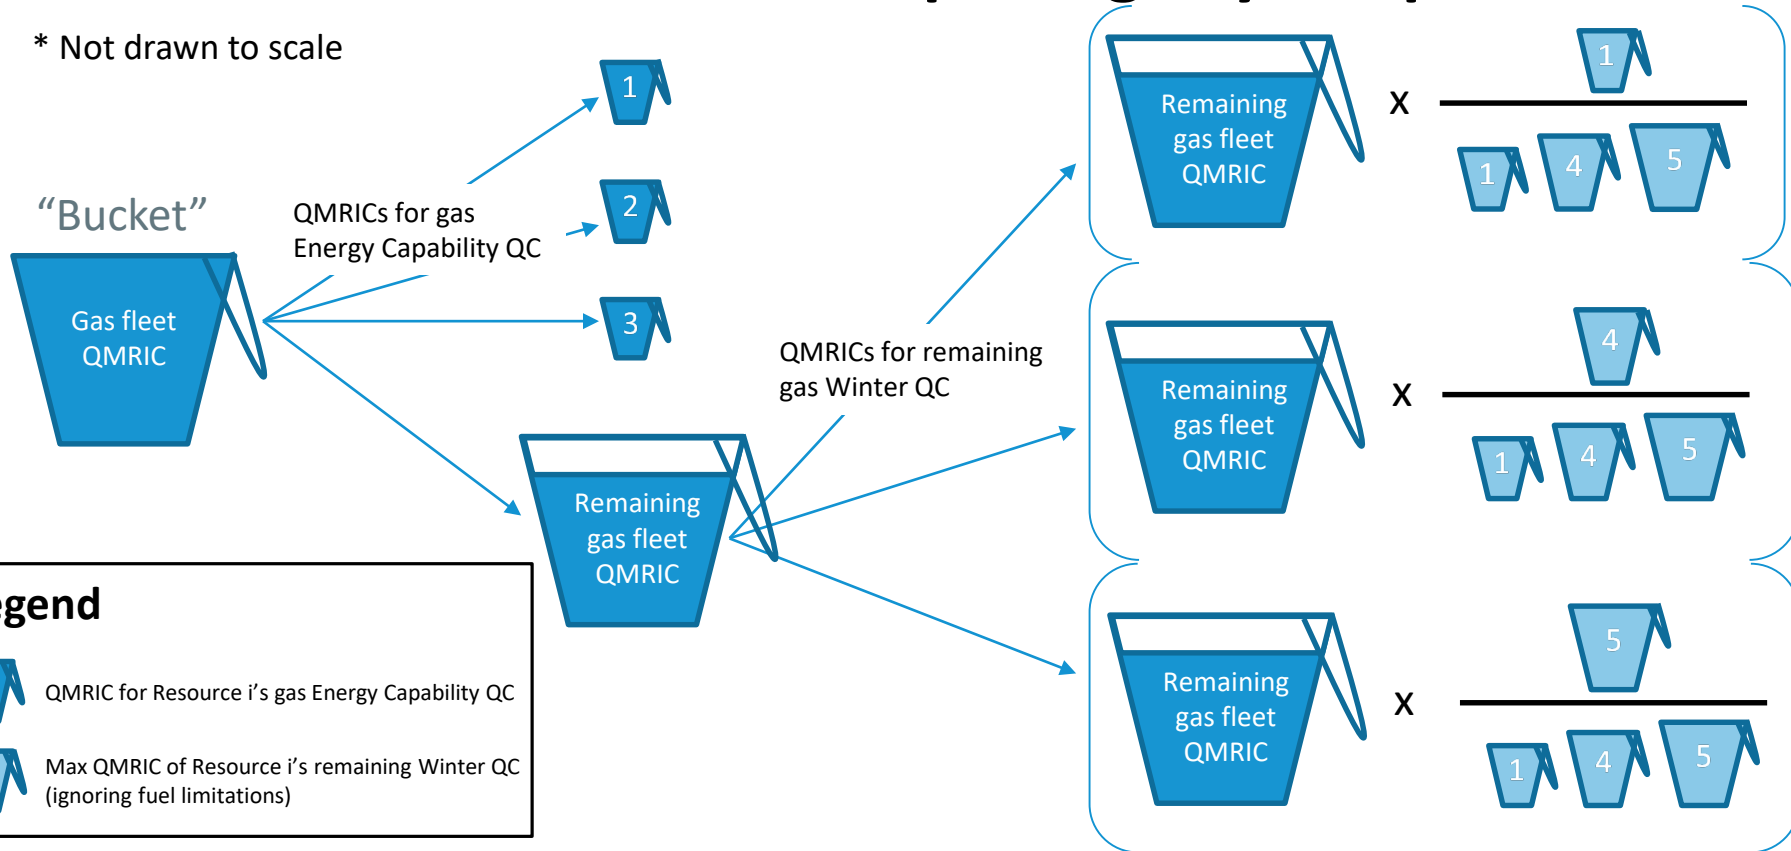 * Not drawn to scale
"Bucket"
Gas fleet
QMRIC
QMRICs for gas
Energy Capability QC
1
2
3
Remaining
gas fleet
QMRIC
QMRICs for remaining
gas Winter QC
Remaining
gas fleet
QMRIC
x
1
1 4 5
Remaining
gas fleet
QMRIC
x
4
1 4 5
Remaining
gas fleet
QMRIC
x
5
1 4 5
egend
QMRIC for Resource i's gas Energy Capability QC
Max QMRIC of Resource i's remaining Winter QC
(ignoring fuel limitations)